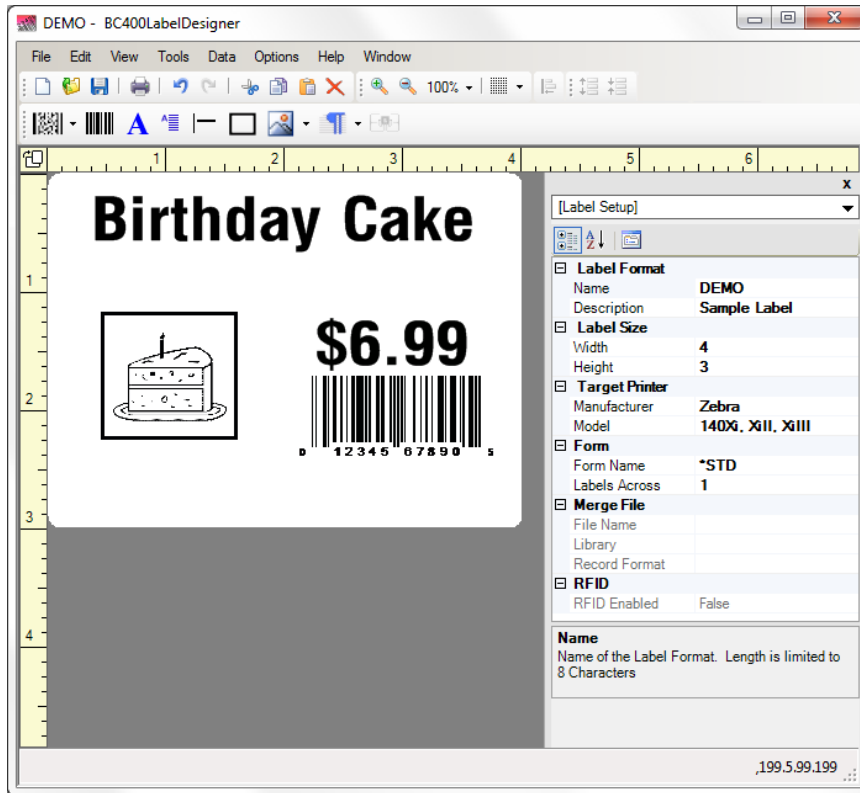 DEMO - BC400LabelDesigner
File Edit View Tools Data Options Help Window
100%
A
1 2 3 4 5 6
x
[Label Setup]
Birthday Cake
Label Format
1
Name DEMO
Description Sample Label
Label Size
$6.99
Width 4
Height 3
Target Printer
2
Manufacturer Zebra
Model 140Xi, XiII, XiIII
Form
0 12345 67890 5
Form Name *STD
Labels Across 1
Merge File
3
File Name
Library
Record Format
RFID
RFID Enabled False
4
Name
Name of the Label Format. Length is limited to
8 Characters
,199.5.99.199